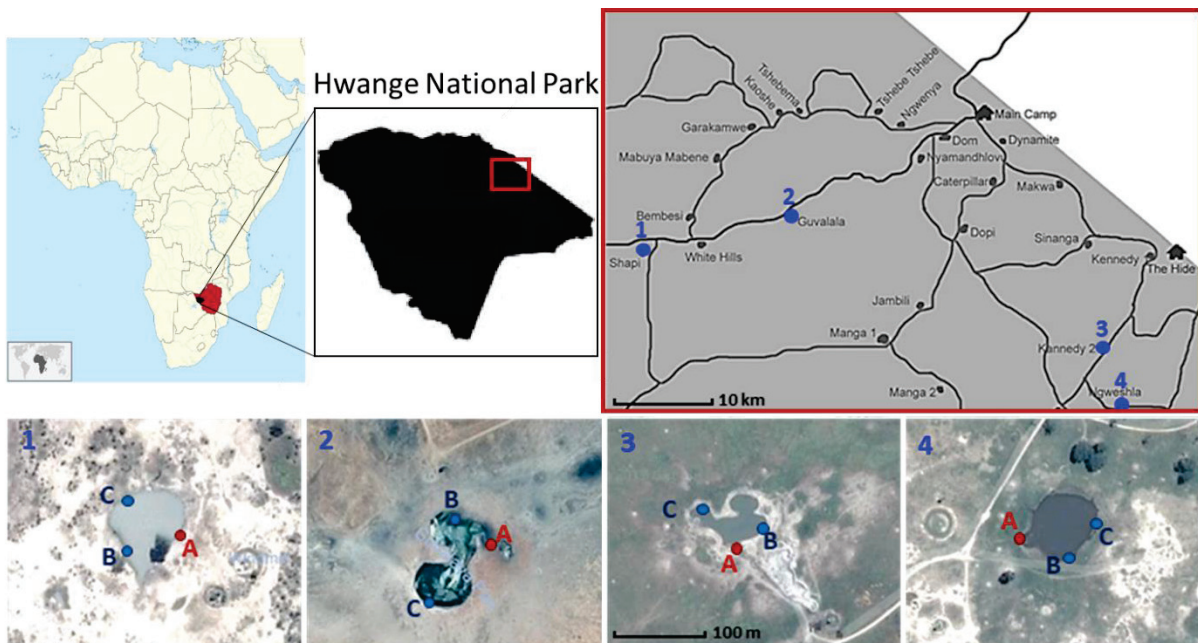 Hwange National Park
Tshebema
Kaoshe
Tshebe Tshebe
Ngwenya
Garakamwe
Main Camp
Dom
Dynamite
Mabuya Mabene
Nyamandhlovu
Caterpillar
Makwa
2
Bembesi
Guvalala
1
Dopi
Sinanga
Shapi
White Hills
Kennedy
The Hide
Jambili
Manga 1
3
Kannedy 2
4
Manga 2
Ngweshla
10 km
1
C
B
A
2
B
A
C
3
C
B
A
100 m
4
A
C
B